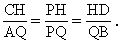 CH/AQ = PH/PQ = HD/QB .